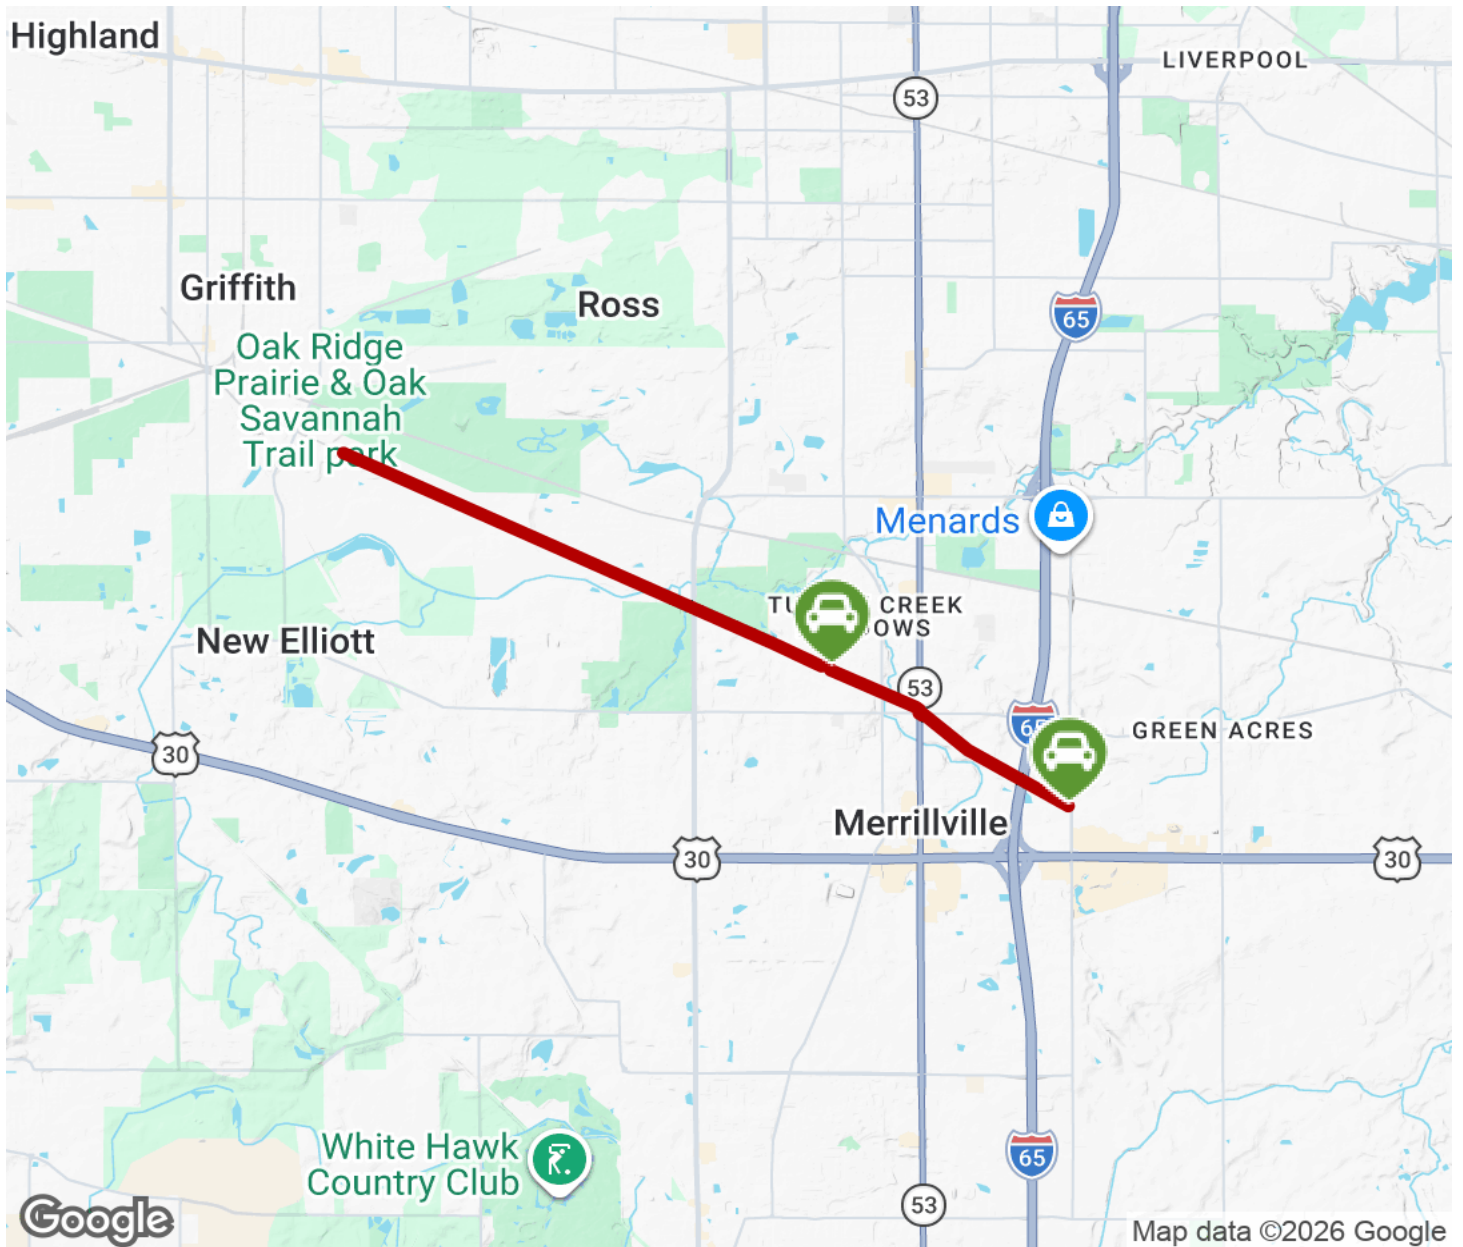 Highland
LIVERPOOL
53
Griffith
Ross
65
Oak Ridge
Prairie & Oak
Savannah
Trail park
Menards
CREEK
New Elliott
53
65
GREEN ACRES
30
Merrillville
30
30
White Hawk
Country Club
65
53
Google
Map data ©2026 Google